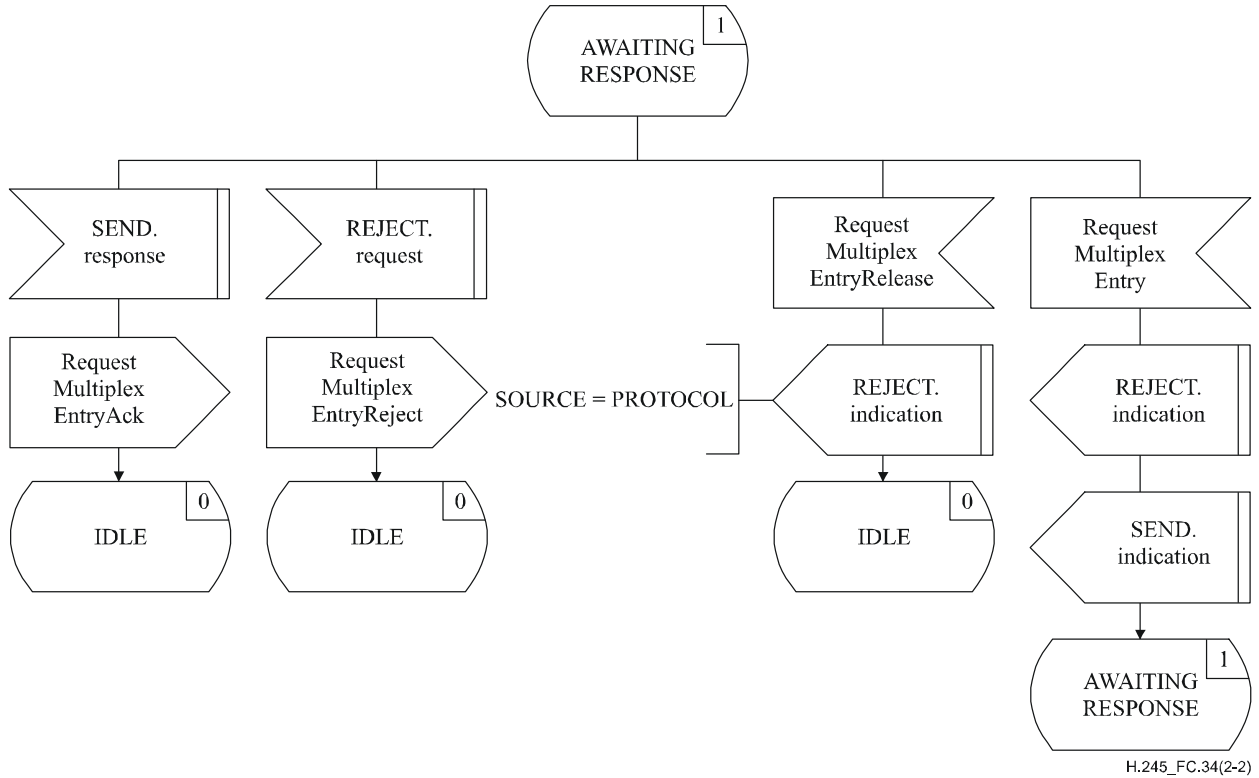 1
AWAITING
RESPONSE
SEND.
response
REJECT.
request
Request
Multiplex
EntryRelease
Request
Multiplex
Entry
Request
Multiplex
EntryAck
Request
Multiplex
EntryReject
SOURCE = PROTOCOL
REJECT.
indication
REJECT.
indication
0
IDLE
0
IDLE
0
IDLE
SEND.
indication
1
AWAITING
RESPONSE
H.245_FC.34(2-2)